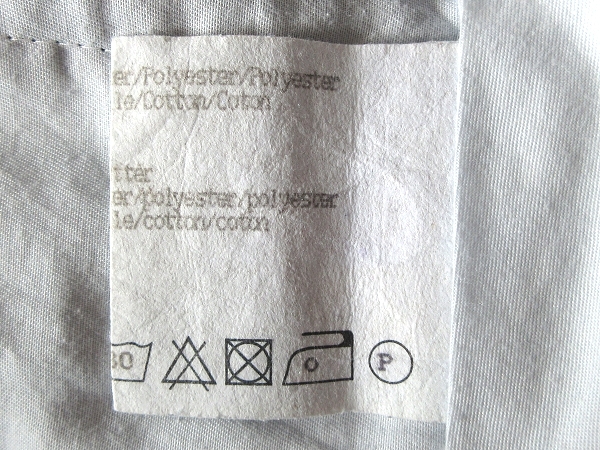 er/Polyester/Polyester
le/Cotton/Coton
tter
er/polyester/polyester
le/cotton/coton
30 P